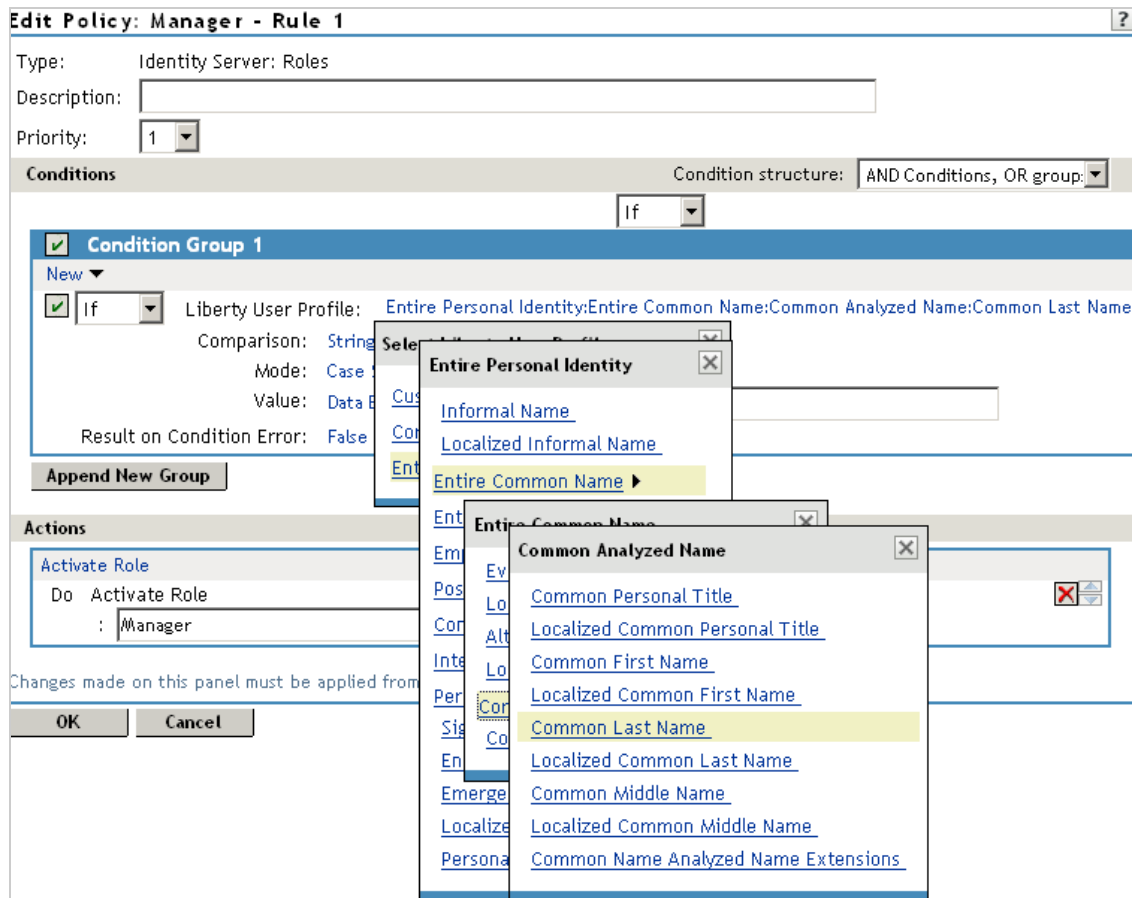 Edit Policy: Manager - Rule 1
?
Type: Identity Server: Roles
Description:
Priority: 1
Conditions Condition structure: AND Conditions, OR group
If
Condition Group 1
New
If Liberty User Profile: Entire Personal Identity:Entire Common Name:Common Analyzed Name:Common Last Name
Comparison: String
Mode: Case
Value: Data
Result on Condition Error: False
Append New Group
Actions
Activate Role
Do Activate Role
: Manager
Changes made on this panel must be applied from
OK Cancel
Entire Personal Identity
Informal Name
Localized Informal Name
Entire Common Name
Entire Common Name
Common Analyzed Name
Common Personal Title
Localized Common Personal Title
Common First Name
Localized Common First Name
Common Last Name
Localized Common Last Name
Common Middle Name
Localized Common Middle Name
Common Name Analyzed Name Extensions